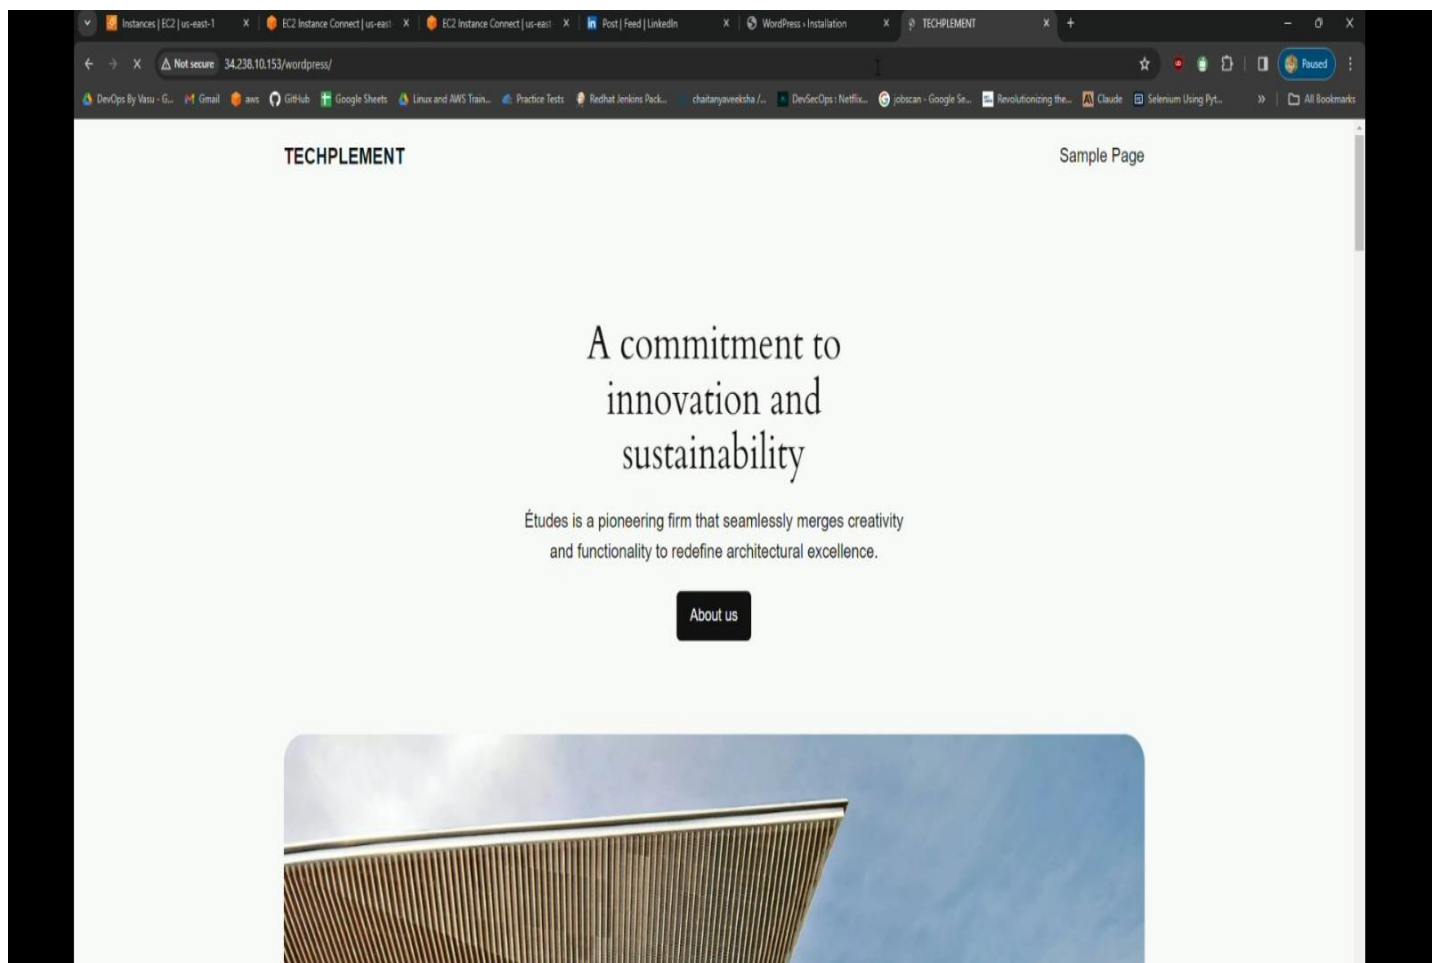 Instances | EC2 | us-east-1
EC2 Instance Connect | us-east
EC2 Instance Connect | us-east
Post | Feed | LinkedIn
WordPress › Installation
TECHPLEMENT
Not secure 34.238.10.153/wordpress/
Paused
DevOps By Vasu - G...
Gmail
aws
GitHub
Google Sheets
Linux and AWS Train...
Practice Tests
Redhat Jenkins Pack...
chaitanyaveeksha /...
DevSecOps : Netflix...
jobscan - Google Se...
Revolutionizing the...
Claude
Selenium Using Pyt...
All Bookmarks
TECHPLEMENT
Sample Page
A commitment to
innovation and
sustainability
Études is a pioneering firm that seamlessly merges creativity
and functionality to redefine architectural excellence.
About us